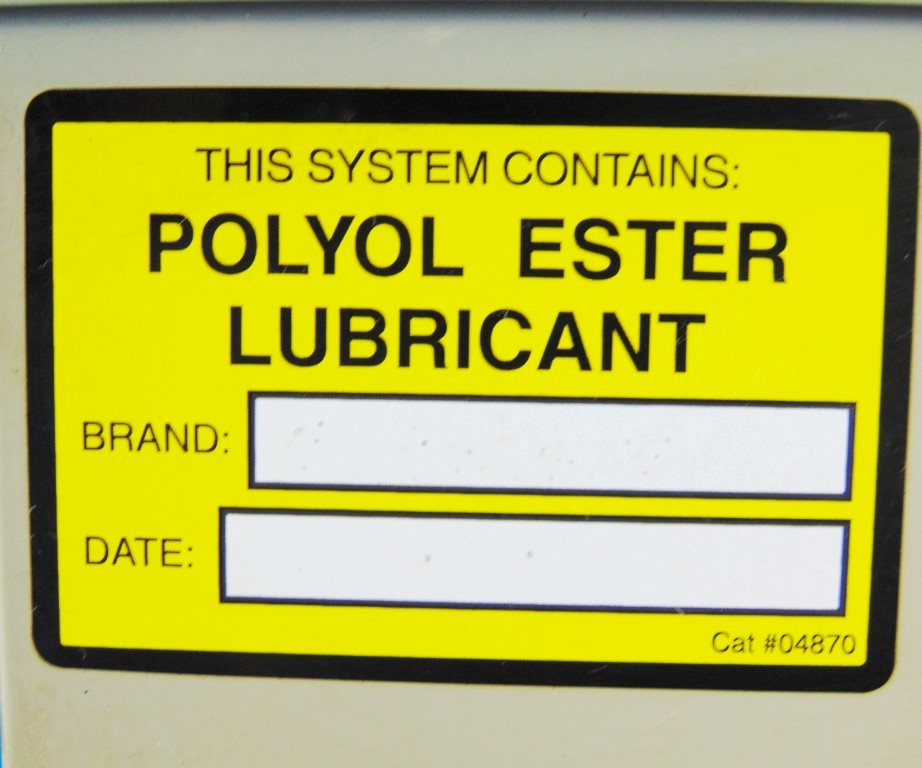 THIS SYSTEM CONTAINS:
POLYOL ESTER
LUBRICANT
BRAND:
DATE:
Cat #04870